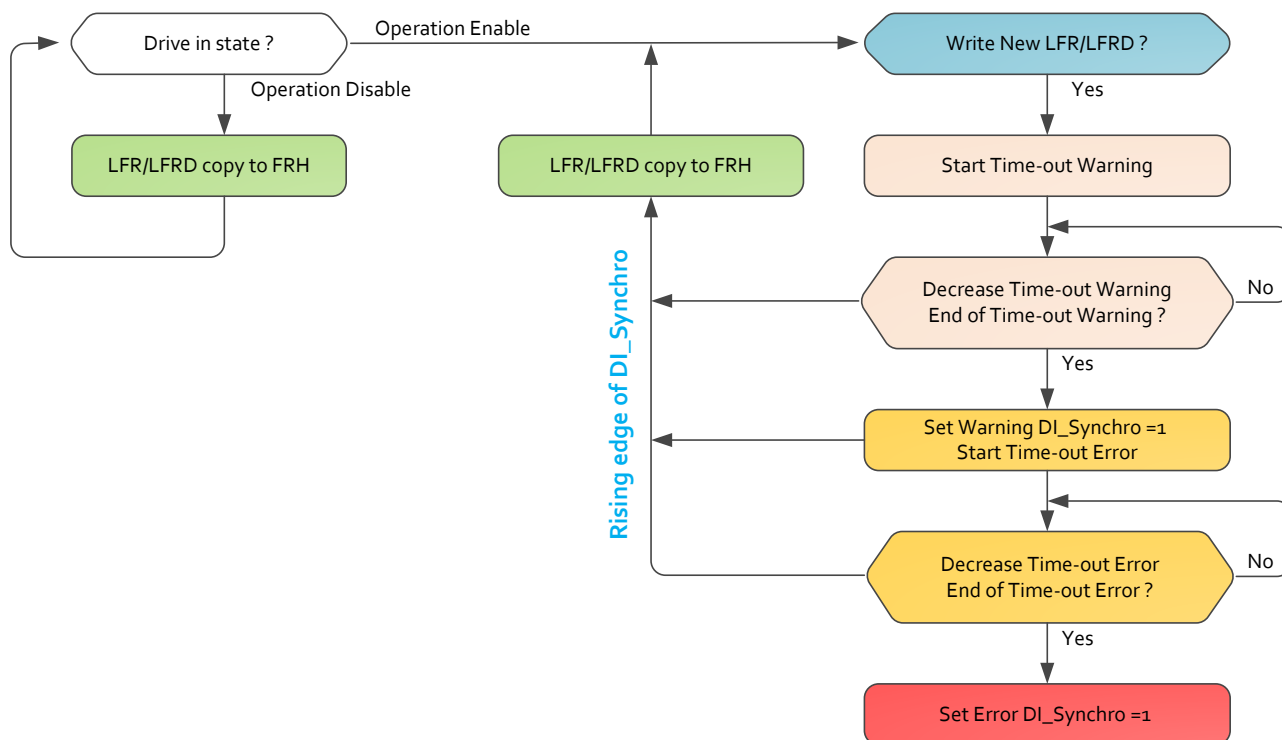 Drive in state ?
Operation Enable
Write New LFR/LFRD ?
Operation Disable
Yes
LFR/LFRD copy to FRH
LFR/LFRD copy to FRH
Start Time-out Warning
Rising edge of DI_Synchro
Decrease Time-out Warning
End of Time-out Warning ?
No
Yes
Set Warning DI_Synchro =1
Start Time-out Error
Decrease Time-out Error
End of Time-out Error ?
No
Yes
Set Error DI_Synchro =1